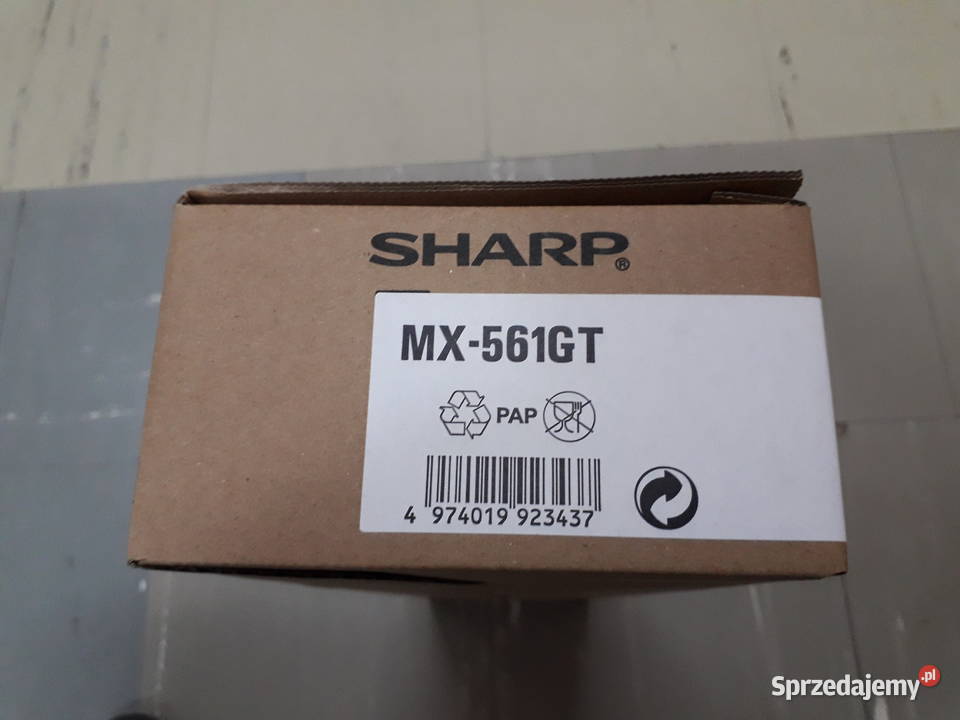 SHARP®
MX-561GT
PAP
4 974019 923437
Sprzedajemy.pl